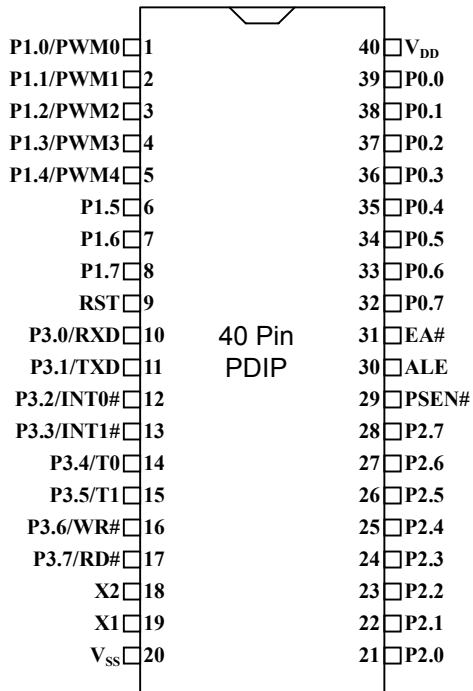 P1.0/PWM0 1 40 VDD
P1.1/PWM1 2 39 P0.0
P1.2/PWM2 3 38 P0.1
P1.3/PWM3 4 37 P0.2
P1.4/PWM4 5 36 P0.3
P1.5 6 35 P0.4
P1.6 7 34 P0.5
P1.7 8 33 P0.6
RST 9 32 P0.7
P3.0/RXD 10 40 Pin 31 EA#
P3.1/TXD 11 PDIP 30 ALE
P3.2/INT0# 12 29 PSEN#
P3.3/INT1# 13 28 P2.7
P3.4/T0 14 27 P2.6
P3.5/T1 15 26 P2.5
P3.6/WR# 16 25 P2.4
P3.7/RD# 17 24 P2.3
X2 18 23 P2.2
X1 19 22 P2.1
VSS 20 21 P2.0